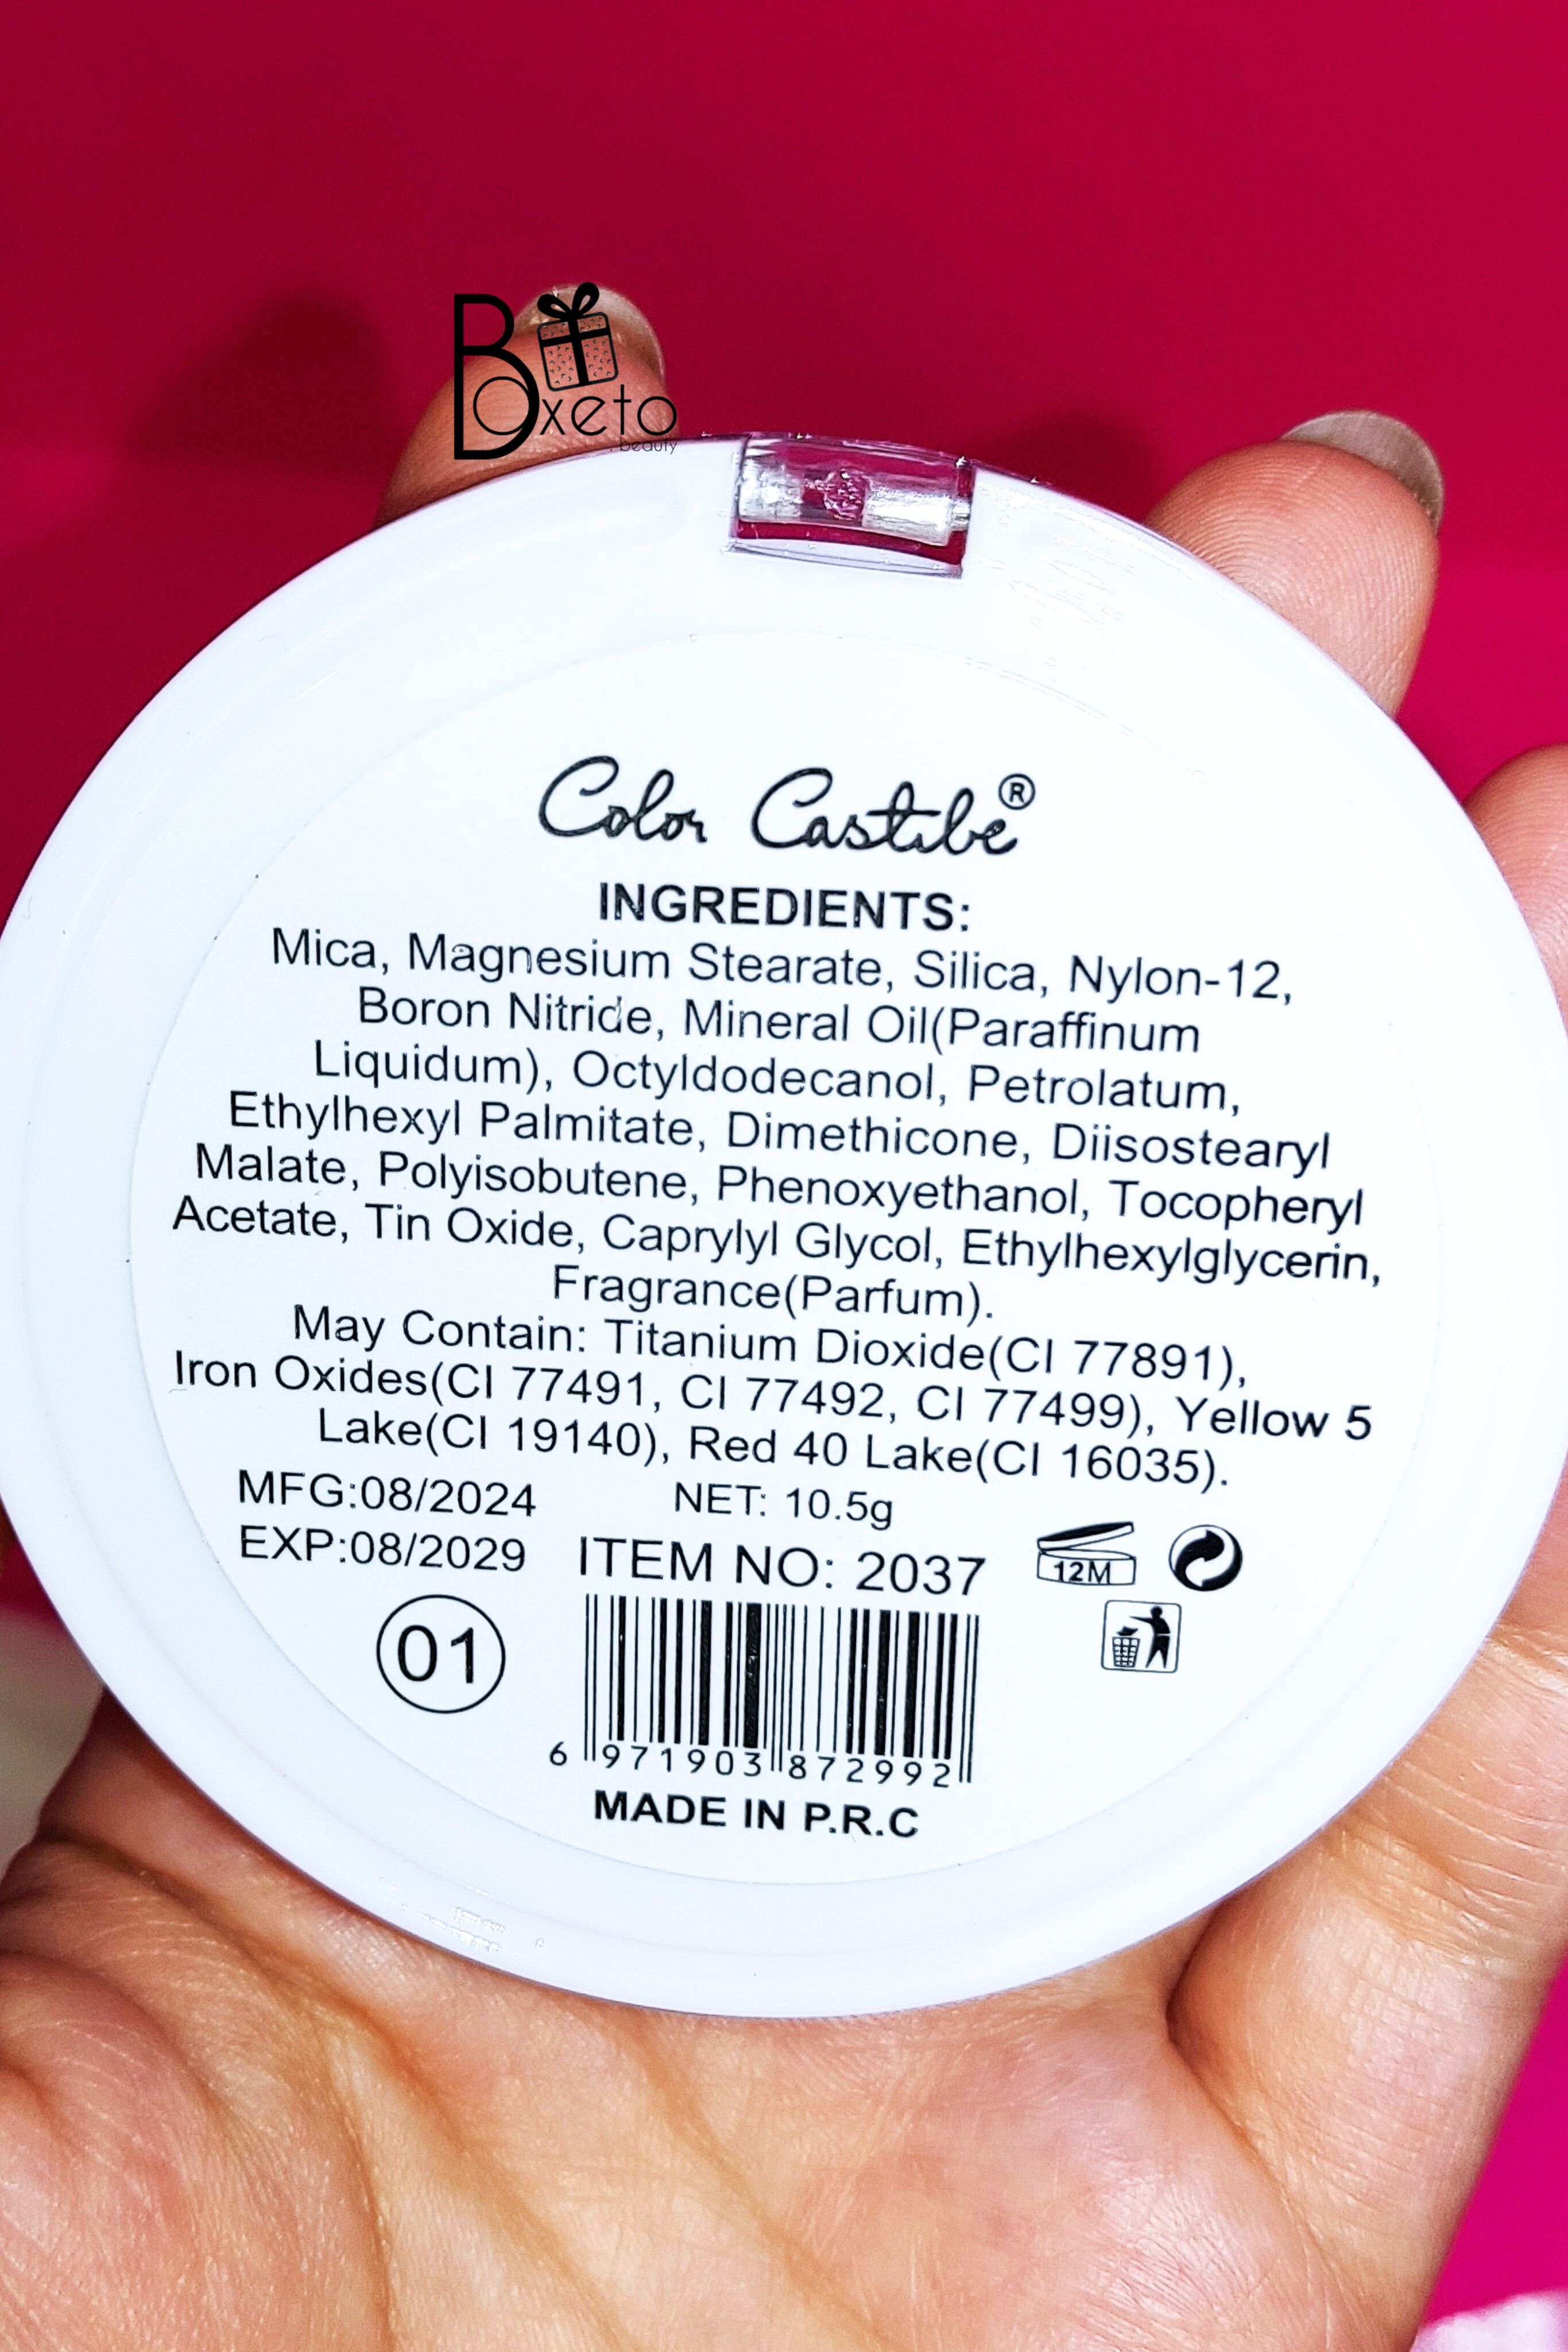 Boxeto
beauty
Color Castibe®
INGREDIENTS:
Mica, Magnesium Stearate, Silica, Nylon-12,
Boron Nitride, Mineral Oil(Paraffinum
Liquidum), Octyldodecanol, Petrolatum,
Ethylhexyl Palmitate, Dimethicone, Diisostearyl
Malate, Polyisobutene, Phenoxyethanol, Tocopheryl
Acetate, Tin Oxide, Caprylyl Glycol, Ethylhexylglycerin,
Fragrance(Parfum).
May Contain: Titanium Dioxide(CI 77891),
Iron Oxides(CI 77491, CI 77492, CI 77499), Yellow 5
Lake(CI 19140), Red 40 Lake(CI 16035).
MFG:08/2024 NET: 10.5g
EXP:08/2029 ITEM NO: 2037 12M
01
6 971903 872992
MADE IN P.R.C